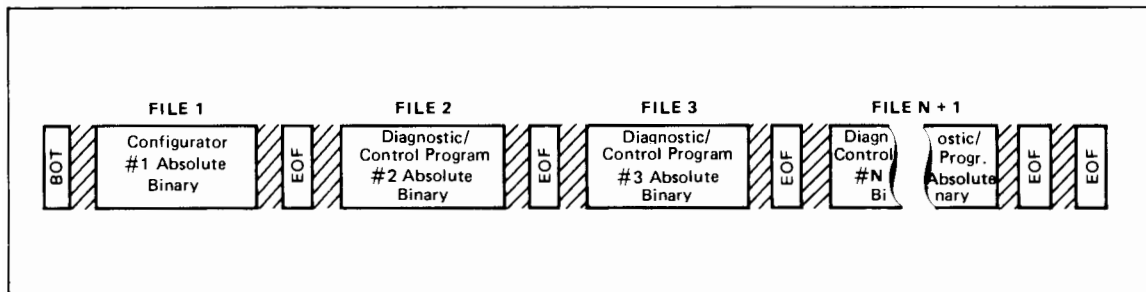 FILE 1
FILE 2
FILE 3
FILE N + 1
BOT
Configurator
#1 Absolute
Binary
EOF
Diagnostic/
Control Program
#2 Absolute
Binary
EOF
Diagnostic/
Control Program
#3 Absolute
Binary
EOF
Diagn ostic/
Control Progr.
#N Absolute
Bi nary
EOF
EOF